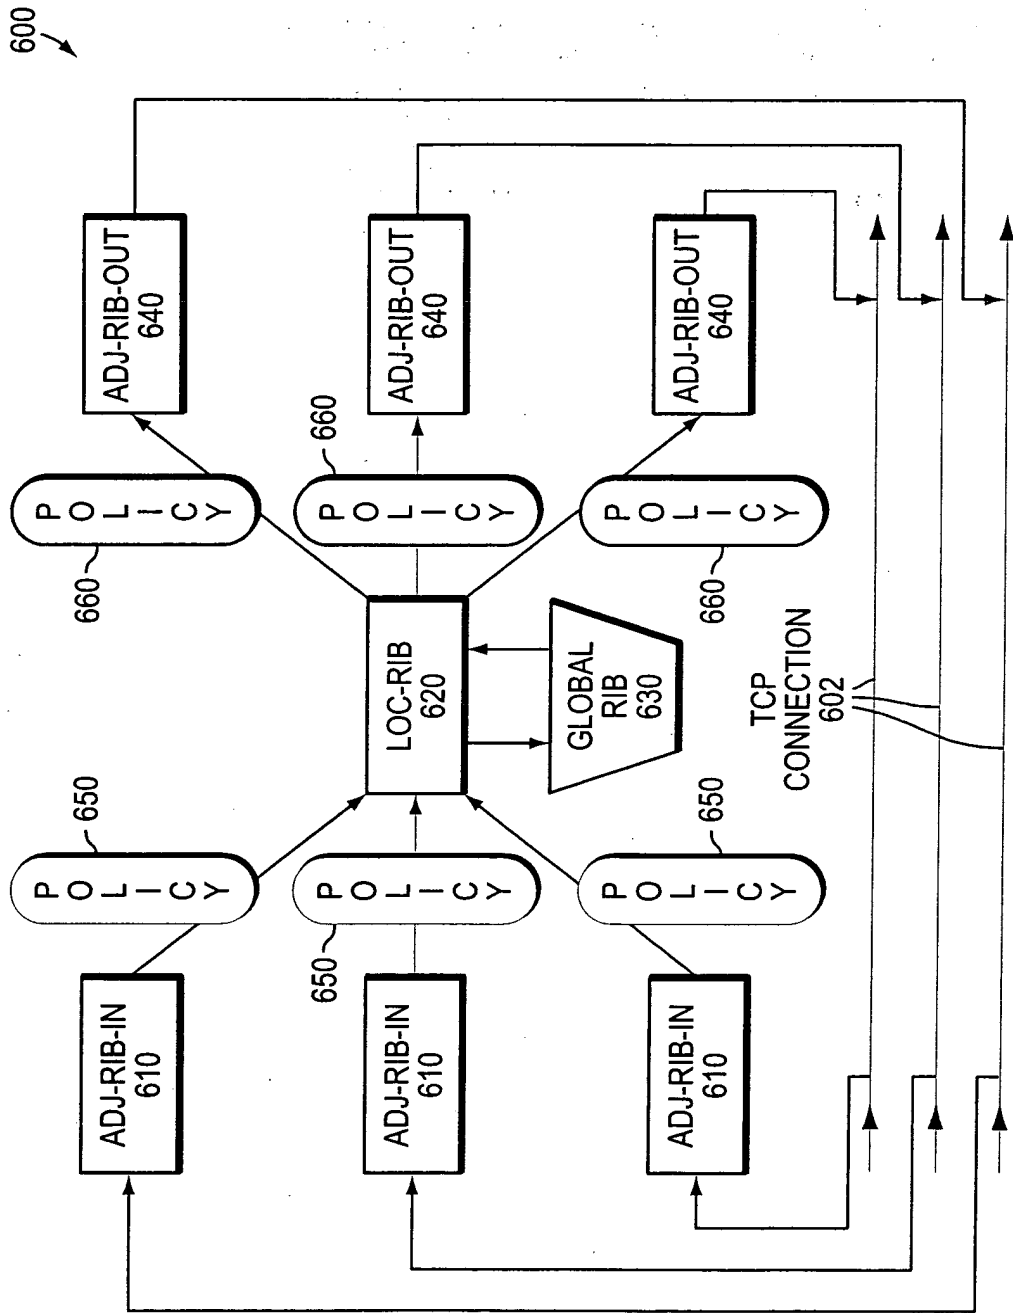 600
ADJ-RIB-IN
610
ADJ-RIB-IN
610
ADJ-RIB-IN
610
650
POLICY
650
POLICY
650
POLICY
LOC-RIB
620
GLOBAL
RIB
630
660
POLICY
660
POLICY
660
POLICY
ADJ-RIB-OUT
640
ADJ-RIB-OUT
640
ADJ-RIB-OUT
640
TCP
CONNECTION
602